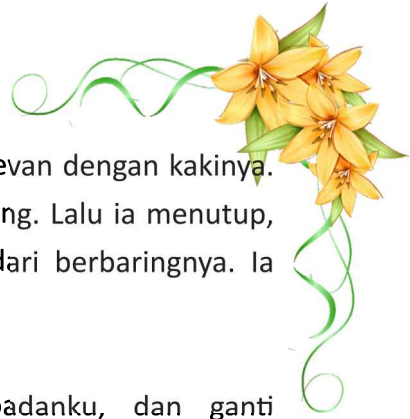 evan dengan kakinya.
ng. Lalu ia menutup,
dari berbaringnya. Ia
adanku, dan ganti